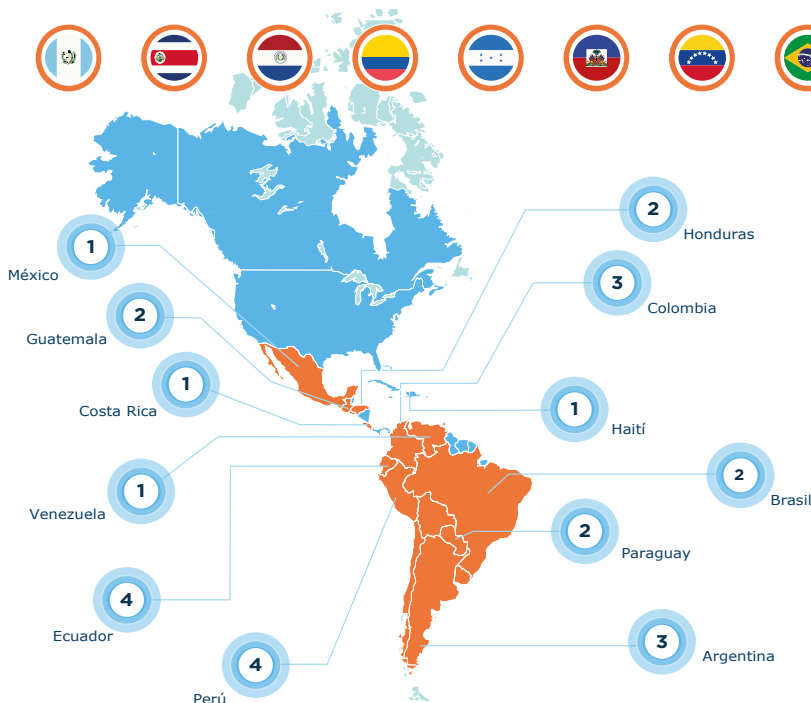 2
Honduras
1
México
3
Colombia
2
Guatemala
1
Costa Rica
1
Haití
1
Venezuela
2
Brasil
2
Paraguay
4
Ecuador
3
Argentina
4
Perú